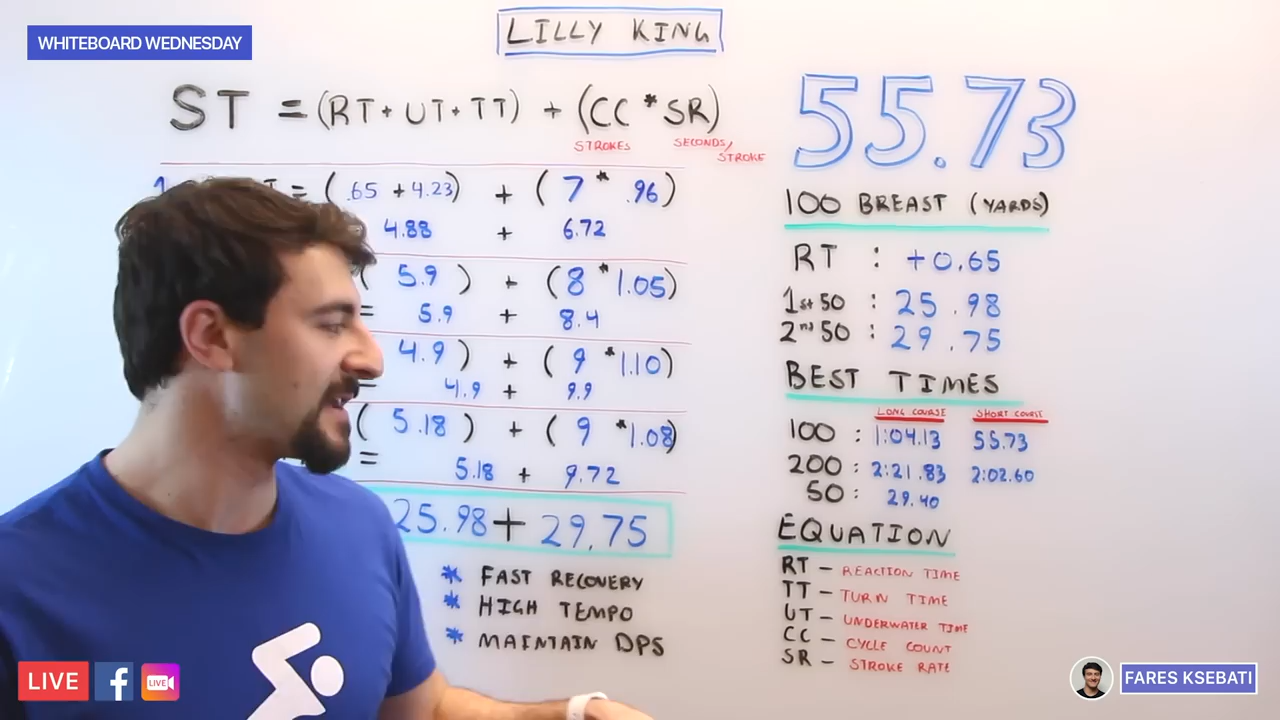 WHITEBOARD WEDNESDAY
LILLY KING
ST = (RT + UT + TT) + (CC * SR)
STROKES SECONDS/STROKE
= (.65 + 4.23) + (7 * .96)
4.88 + 6.72
( 5.9 ) + (8 * 1.05)
= 5.9 + 8.4
4.9 ) + (9 * 1.10)
= 4.9 + 9.9
( 5.18 ) + ( 9 * 1.08)
= 5.18 + 9.72
25.98 + 29.75
* FAST RECOVERY
* HIGH TEMPO
* MAINTAIN DPS
55.73
100 BREAST (YARDS)
RT : +0.65
1st 50 : 25.98
2nd 50 : 29.75
BEST TIMES
LONG COURSE SHORT COURSE
100 : 1:04.13 55.73
200 : 2:21.83 2:02.60
50 : 29.40
EQUATION
RT - REACTION TIME
TT - TURN TIME
UT - UNDERWATER TIME
CC - CYCLE COUNT
SR - STROKE RATE
LIVE
LIVE
FARES KSEBATI